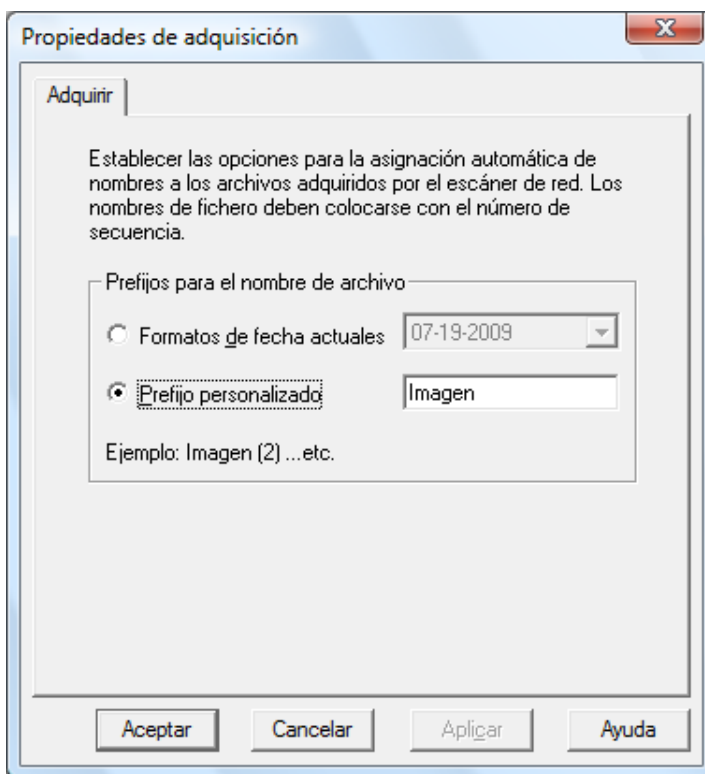 Propiedades de adquisición
Adquirir
Establecer las opciones para la asignación automática de
nombres a los archivos adquiridos por el escáner de red. Los
nombres de fichero deben colocarse con el número de
secuencia.
Prefijos para el nombre de archivo
Formatos de fecha actuales 07-19-2009
Prefijo personalizado Imagen
Ejemplo: Imagen (2) ...etc.
Aceptar Cancelar Aplicar Ayuda